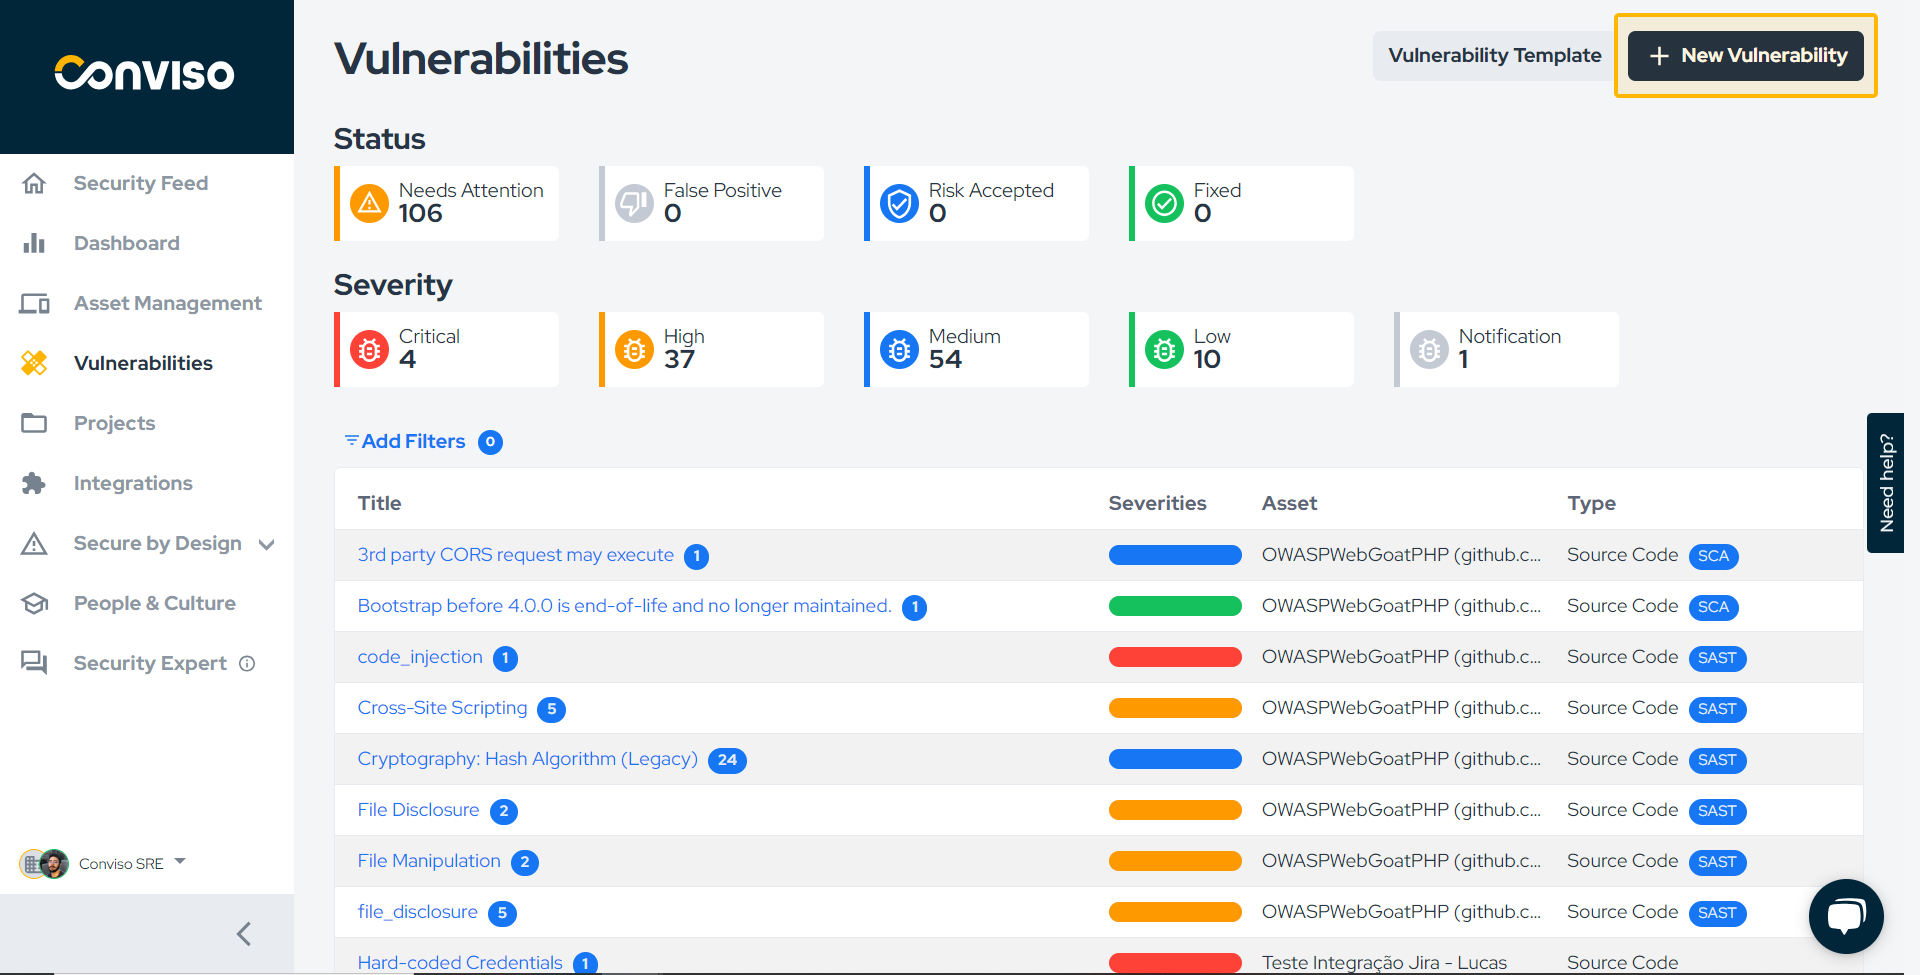 Conviso
Security Feed
Dashboard
Asset Management
Vulnerabilities
Projects
Integrations
Secure by Design
People & Culture
Security Expert
Conviso SRE
Vulnerabilities
Vulnerability Template
+ New Vulnerability
Status
Needs Attention
106
False Positive
0
Risk Accepted
0
Fixed
0
Severity
Critical
4
High
37
Medium
54
Low
10
Notification
1
Add Filters 0
Title Severities Asset Type
3rd party CORS request may execute 1 OWASPWebGoatPHP (github.c... Source Code SCA
Bootstrap before 4.0.0 is end-of-life and no longer maintained. 1 OWASPWebGoatPHP (github.c... Source Code SCA
code_injection 1 OWASPWebGoatPHP (github.c... Source Code SAST
Cross-Site Scripting 5 OWASPWebGoatPHP (github.c... Source Code SAST
Cryptography: Hash Algorithm (Legacy) 24 OWASPWebGoatPHP (github.c... Source Code SAST
File Disclosure 2 OWASPWebGoatPHP (github.c... Source Code SAST
File Manipulation 2 OWASPWebGoatPHP (github.c... Source Code SAST
file_disclosure 5 OWASPWebGoatPHP (github.c... Source Code SAST
Hard-coded Credentials 1 Teste Integração Jira - Lucas Source Code
Need help?